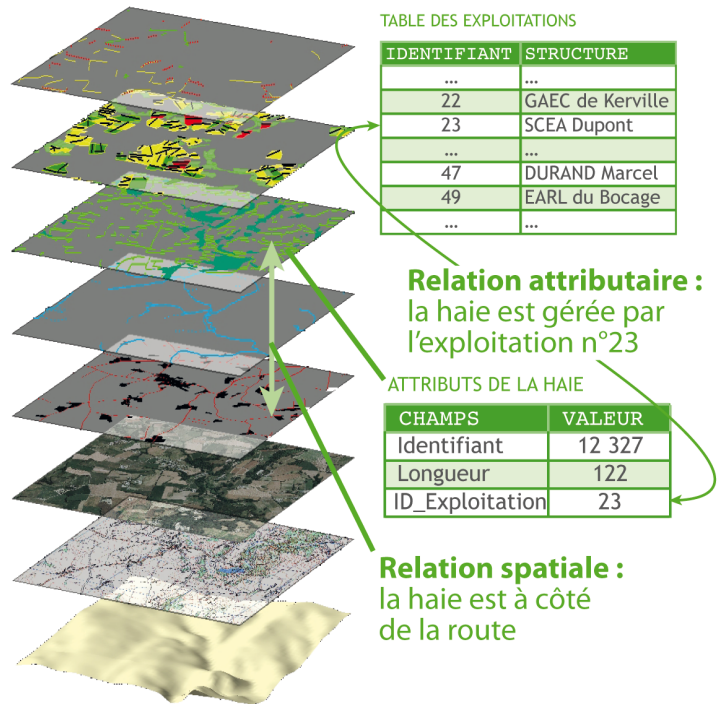 TABLE DES EXPLOITATIONS
IDENTIFIANT STRUCTURE
... ...
22 GAEC de Kerville
23 SCEA Dupont
... ...
47 DURAND Marcel
49 EARL du Bocage
... ...
Relation attributaire :
la haie est gérée par
l'exploitation n°23
ATTRIBUTS DE LA HAIE
CHAMPS VALEUR
Identifiant 12 327
Longueur 122
ID_Exploitation 23
Relation spatiale :
la haie est à côté
de la route